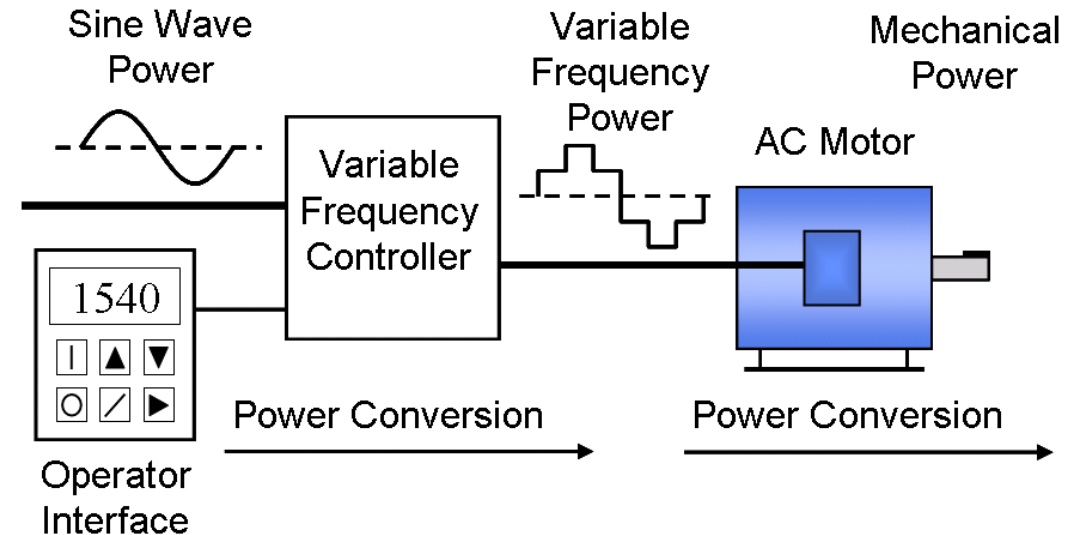 Sine Wave
Power
Variable
Frequency
Power
Mechanical
Power
AC Motor
Variable
Frequency
Controller
1540
Power Conversion
Power Conversion
Operator
Interface